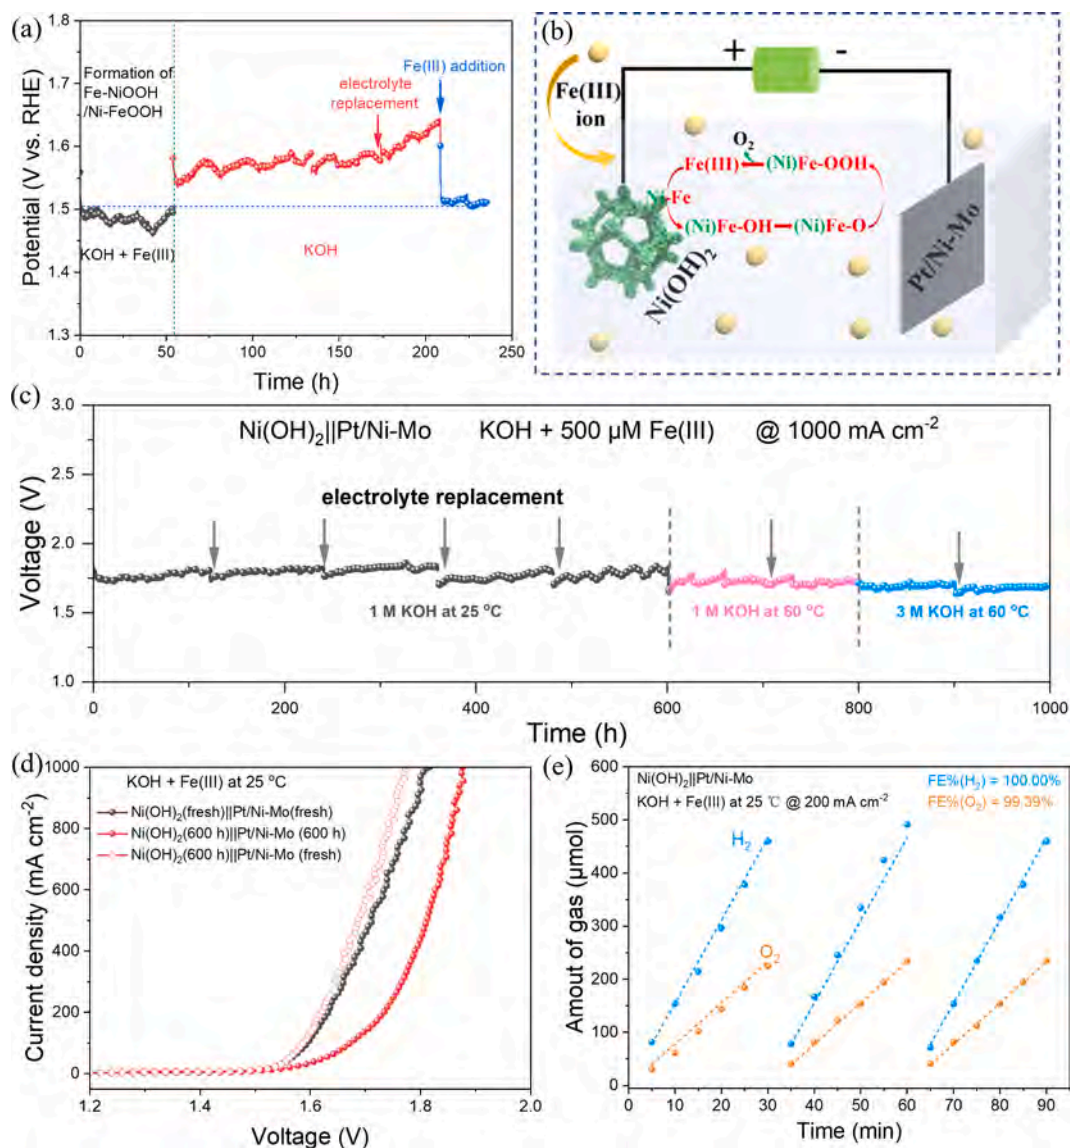 (a)
1.8
1.7
1.6
1.5
1.4
1.3
Potential (V vs. RHE)
Formation of
Fe-NiOOH
/Ni-FeOOH
Fe(III) addition
electrolyte
replacement
KOH + Fe(III)
KOH
0 50 100 150 200 250
Time (h)
(b)
+ -
Fe(III)
ion
O2
Fe(III) (Ni)Fe-OOH
Ni-Fe
(Ni)Fe-OH (Ni)Fe-O
Ni(OH)2
Pt/Ni-Mo
(c)
3.0
2.5
2.0
1.5
1.0
Voltage (V)
Ni(OH)2||Pt/Ni-Mo KOH + 500 μM Fe(III) @ 1000 mA cm-2
electrolyte replacement
1 M KOH at 25 ºC
1 M KOH at 60 ºC
3 M KOH at 60 ºC
0 200 400 600 800 1000
Time (h)
(d)
1000
800
600
400
200
0
Current density (mA cm-2)
KOH + Fe(III) at 25 ºC
Ni(OH)2(fresh)||Pt/Ni-Mo(fresh)
Ni(OH)2(600 h)||Pt/Ni-Mo (600 h)
Ni(OH)2(600 h)||Pt/Ni-Mo (fresh)
1.2 1.4 1.6 1.8 2.0
Voltage (V)
(e)
600
500
400
300
200
100
0
Amout of gas (μmol)
Ni(OH)2||Pt/Ni-Mo
KOH + Fe(III) at 25 ℃ @ 200 mA cm-2
FE%(H2) = 100.00%
FE%(O2) = 99.39%
H2
O2
0 10 20 30 40 50 60 70 80 90
Time (min)